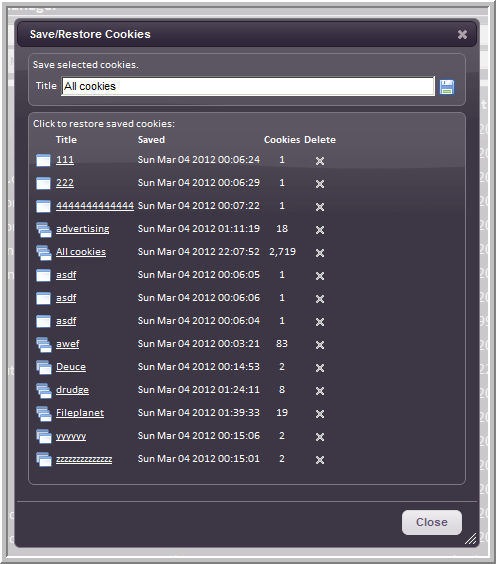 Save/Restore Cookies
Save selected cookies.
Title All cookies
Click to restore saved cookies:
Title Saved Cookies Delete
111 Sun Mar 04 2012 00:06:24 1
222 Sun Mar 04 2012 00:06:29 1
4444444444444 Sun Mar 04 2012 00:07:22 1
advertising Sun Mar 04 2012 01:11:19 18
All cookies Sun Mar 04 2012 22:07:52 2,719
asdf Sun Mar 04 2012 00:06:05 1
asdf Sun Mar 04 2012 00:06:06 1
asdf Sun Mar 04 2012 00:06:04 1
awef Sun Mar 04 2012 00:03:21 83
Deuce Sun Mar 04 2012 00:14:53 2
drudge Sun Mar 04 2012 01:24:11 8
Fileplanet Sun Mar 04 2012 01:39:33 19
yyyyyy Sun Mar 04 2012 00:15:06 2
zzzzzzzzzzzzz Sun Mar 04 2012 00:15:01 2
Close